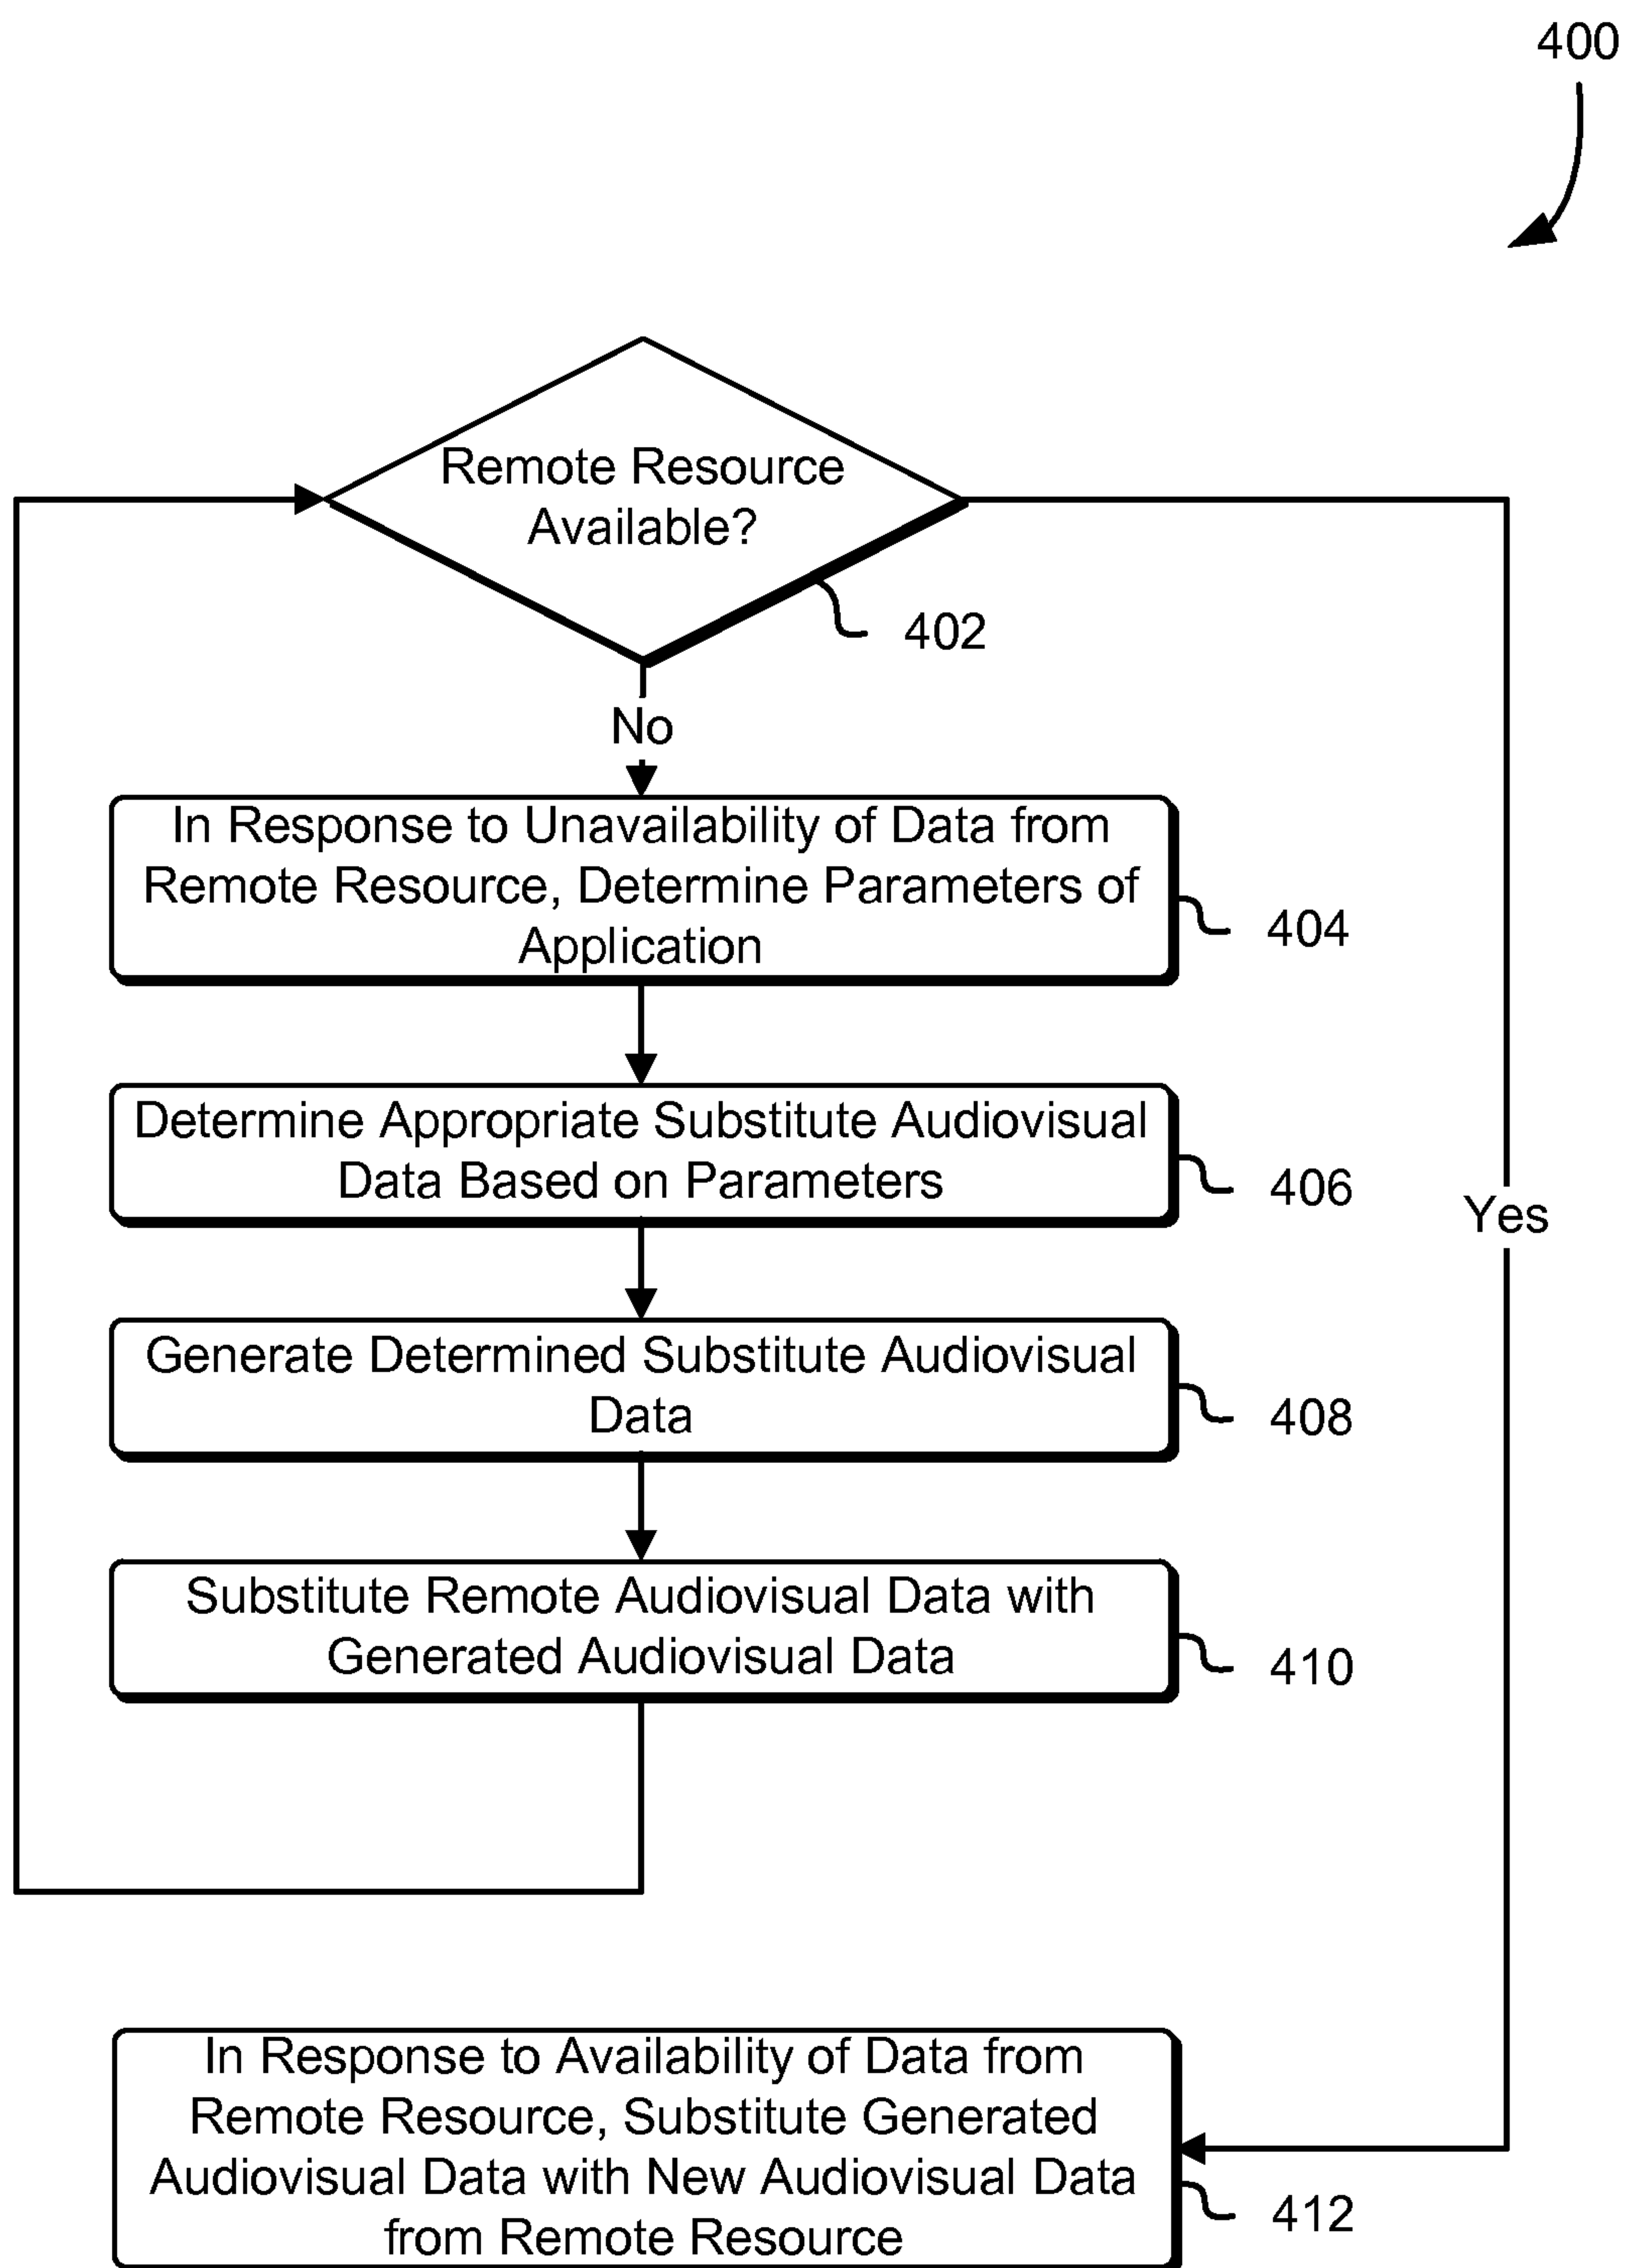 400
Remote Resource
Available?
402
No
In Response to Unavailability of Data from
Remote Resource, Determine Parameters of
Application
404
Determine Appropriate Substitute Audiovisual
Data Based on Parameters
406
Yes
Generate Determined Substitute Audiovisual
Data
408
Substitute Remote Audiovisual Data with
Generated Audiovisual Data
410
In Response to Availability of Data from
Remote Resource, Substitute Generated
Audiovisual Data with New Audiovisual Data
from Remote Resource
412